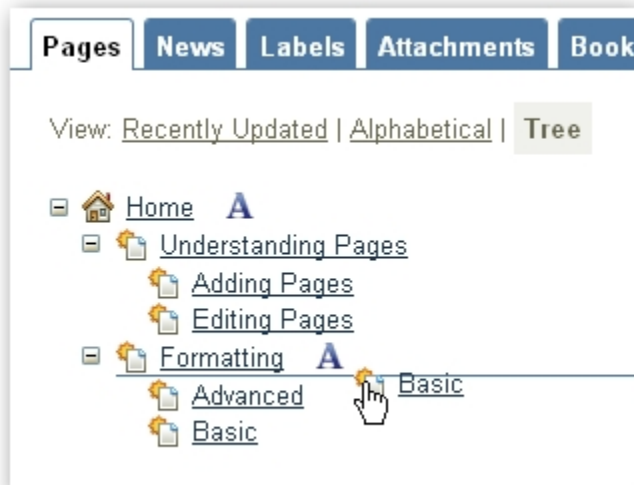 Pages News Labels Attachments Book
View: Recently Updated | Alphabetical | Tree
Home A
Understanding Pages
Adding Pages
Editing Pages
Formatting A
Basic
Advanced
Basic